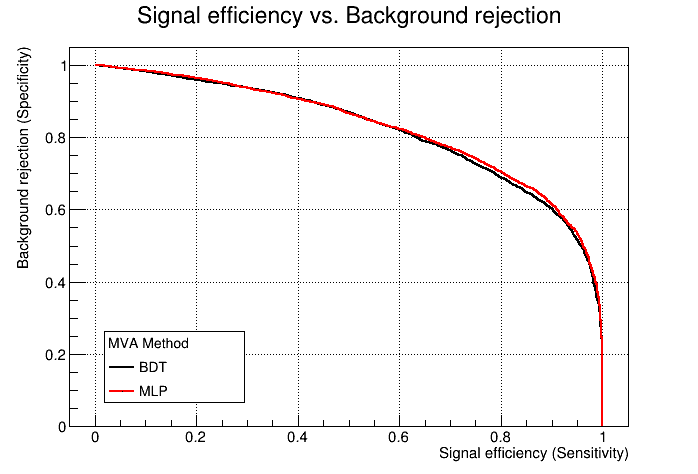 Signal efficiency vs. Background rejection
Background rejection (Specificity)
1
0.8
0.6
0.4
0.2
0
MVA Method
BDT
MLP
0 0.2 0.4 0.6 0.8 1
Signal efficiency (Sensitivity)